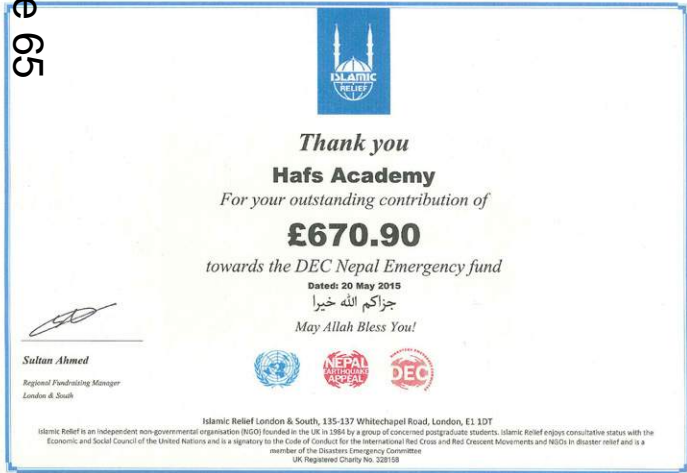 e 65
ISLAMIC
RELIEF
Thank you
Hafs Academy
For your outstanding contribution of
£670.90
towards the DEC Nepal Emergency fund
Dated: 20 May 2015
جزاكم الله خيرا
May Allah Bless You!
Sultan Ahmed
Regional Fundraising Manager
London & South
NEPAL
EARTHQUAKE
APPEAL
DEC
Islamic Relief London & South, 135-137 Whitechapel Road, London, E1 1DT
Islamic Relief is an independent non-governmental organisation (NGO) founded in the UK in 1984 by a group of concerned postgraduate students. Islamic Relief enjoys consultative status with the
Economic and Social Council of the United Nations and is a signatory to the Code of Conduct for the International Red Cross and Red Crescent Movements and NGOs in disaster relief and is a
member of the Disasters Emergency Committee
UK Registered Charity No. 328158